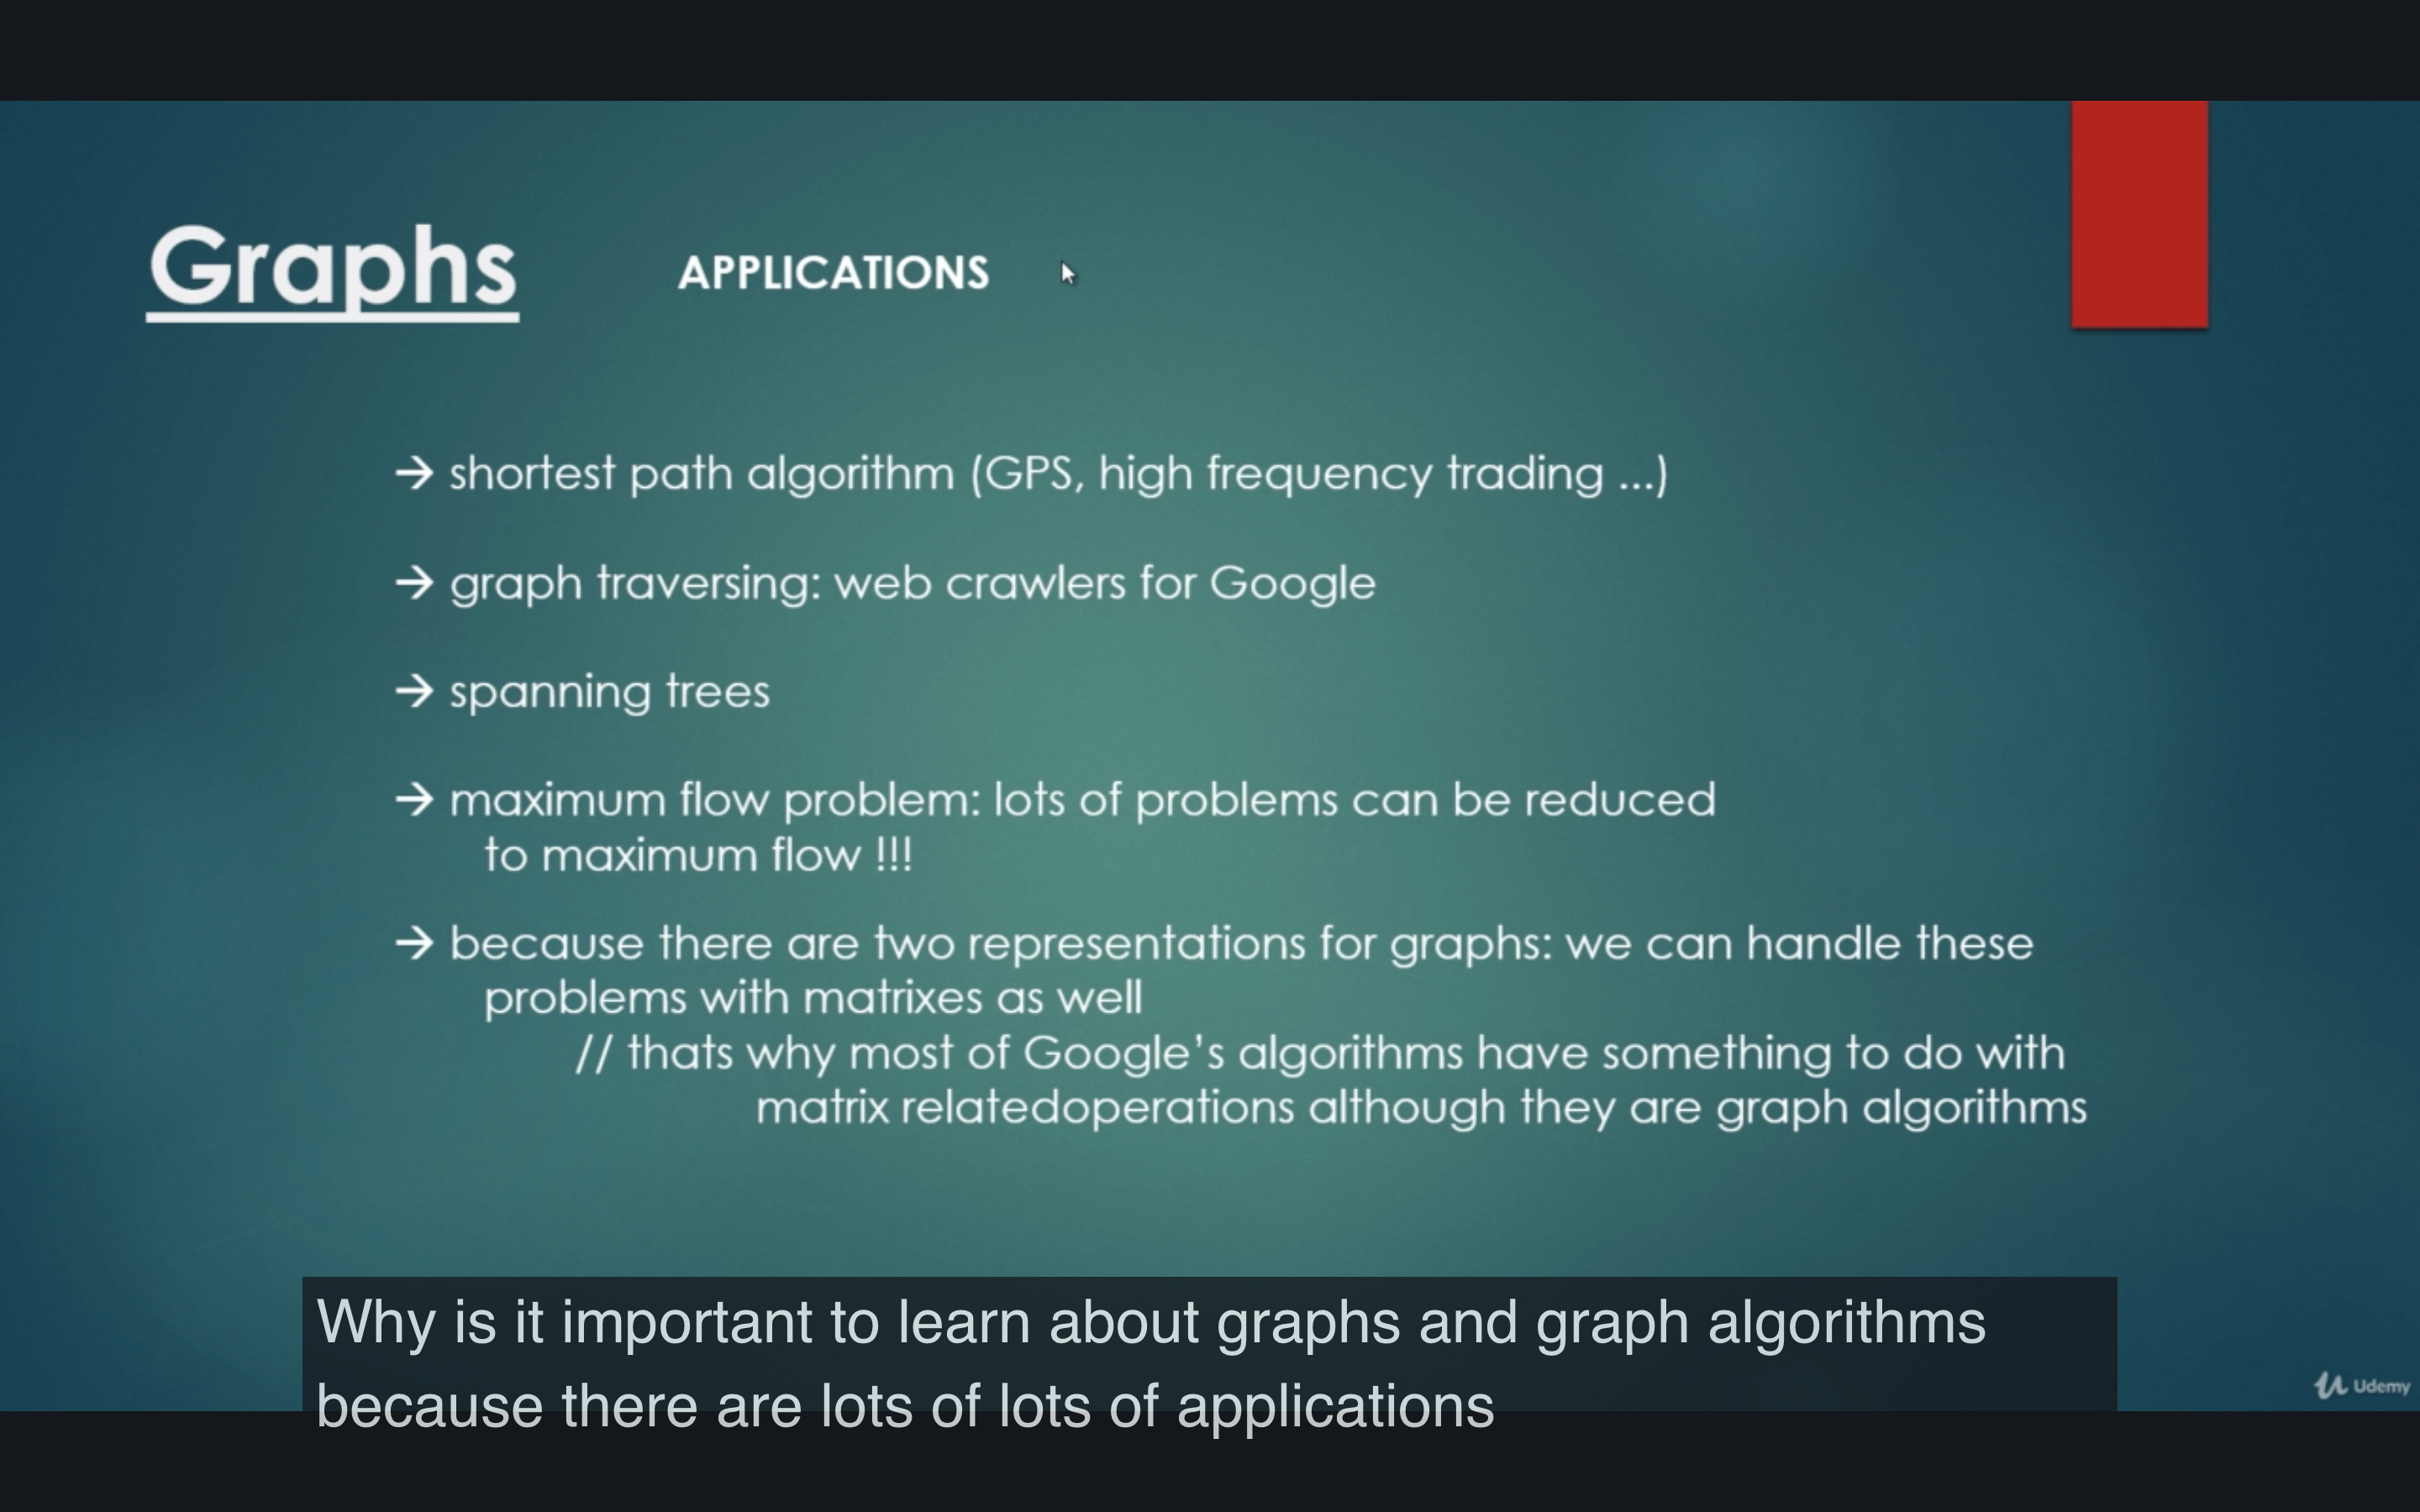 Graphs
APPLICATIONS
→ shortest path algorithm (GPS, high frequency trading ...)
→ graph traversing: web crawlers for Google
→ spanning trees
→ maximum flow problem: lots of problems can be reduced
to maximum flow !!!
→ because there are two representations for graphs: we can handle these
problems with matrixes as well
// thats why most of Google’s algorithms have something to do with
matrix relatedoperations although they are graph algorithms
Why is it important to learn about graphs and graph algorithms
because there are lots of lots of applications
Udemy